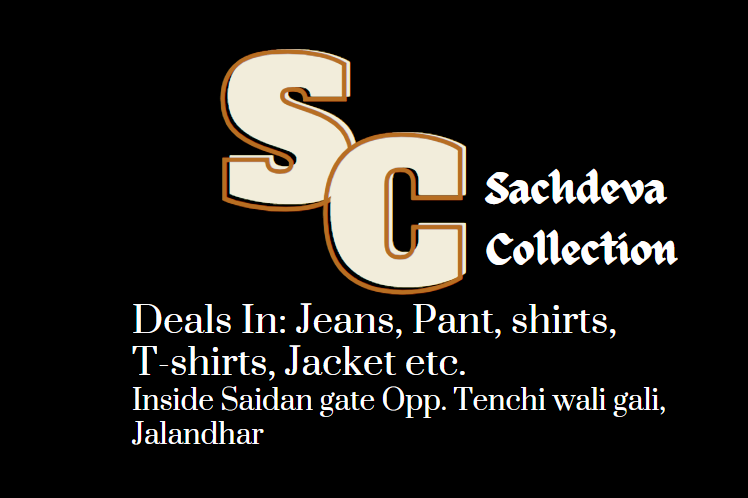 SC
Sachdeva
Collection
Deals In: Jeans, Pant, shirts,
T-shirts, Jacket etc.
Inside Saidan gate Opp. Tenchi wali gali,
Jalandhar